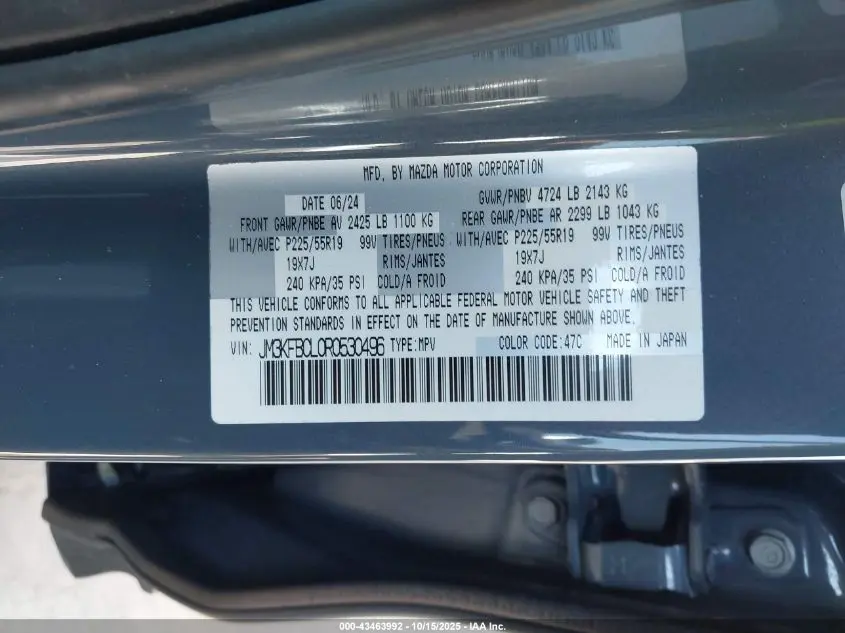 MFD. BY MAZDA MOTOR CORPORATION
DATE 06/24 GVWR/PNBV 4724 LB 2143 KG
FRONT GAWR/PNBE AV 2425 LB 1100 KG REAR GAWR/PNBE AR 2299 LB 1043 KG
WITH/AVEC P225/55R19 99V TIRES/PNEUS WITH/AVEC P225/55R19 99V TIRES/PNEUS
19X7J RIMS/JANTES 19X7J RIMS/JANTES
240 KPA/35 PSI COLD/A FROID 240 KPA/35 PSI COLD/A FROID
THIS VEHICLE CONFORMS TO ALL APPLICABLE FEDERAL MOTOR VEHICLE SAFETY AND THEFT
PREVENTION STANDARDS IN EFFECT ON THE DATE OF MANUFACTURE SHOWN ABOVE.
VIN: JM3KFBCL0R0530496 TYPE:MPV COLOR CODE:47C MADE IN JAPAN
000-43463992 - 10/15/2025 - IAA Inc.